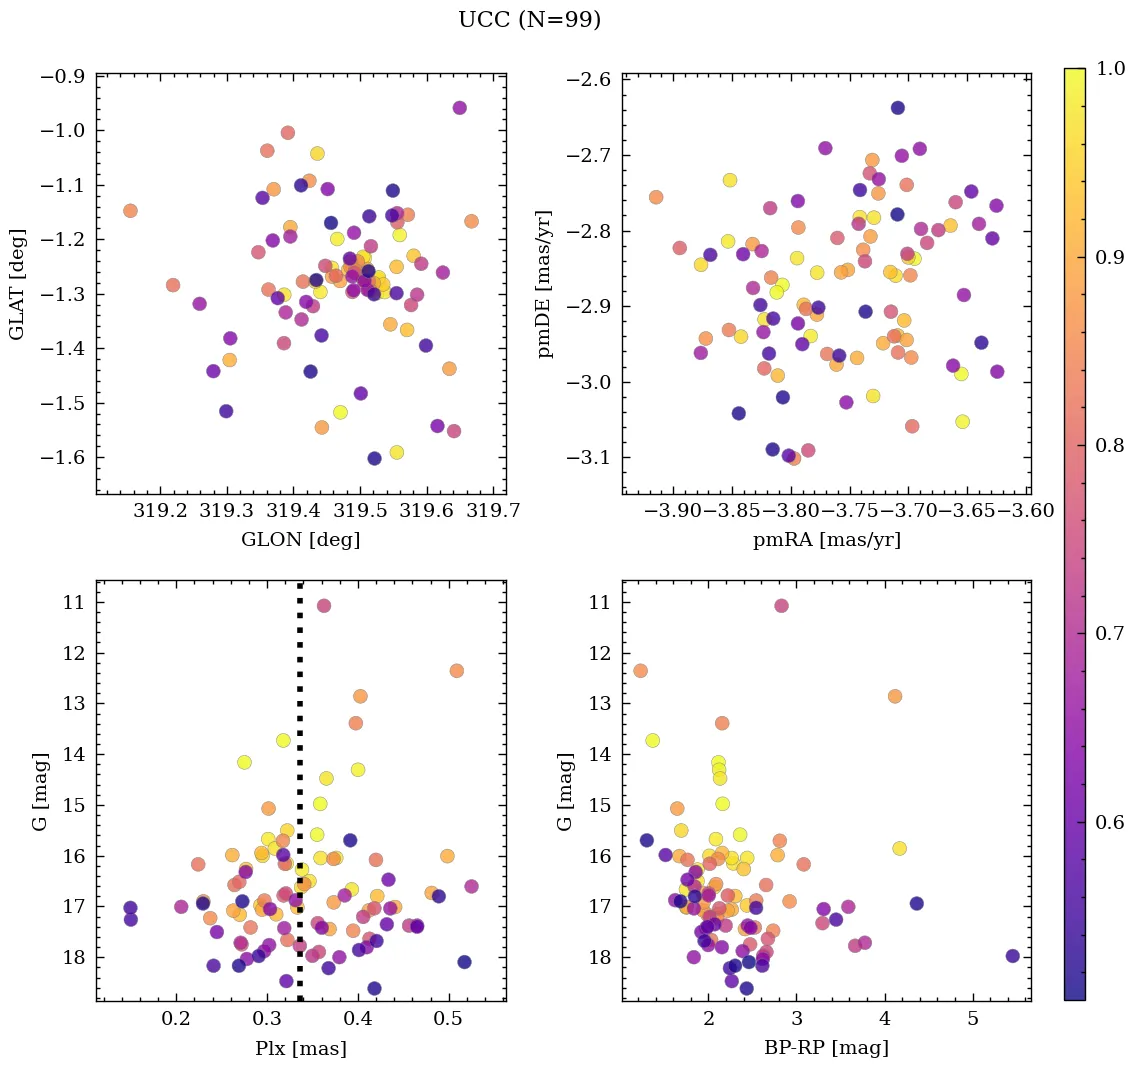 UCC (N=99)
−0.9
−1.0
−1.1
−1.2
−1.3
−1.4
−1.5
−1.6
GLAT [deg]
319.2 319.3 319.4 319.5 319.6 319.7
GLON [deg]
−2.6
−2.7
−2.8
−2.9
−3.0
−3.1
pmDE [mas/yr]
−3.90 −3.85 −3.80 −3.75 −3.70 −3.65 −3.60
pmRA [mas/yr]
11
12
13
14
15
16
17
18
G [mag]
0.2 0.3 0.4 0.5
Plx [mas]
11
12
13
14
15
16
17
18
G [mag]
2 3 4 5
BP-RP [mag]
1.0
0.9
0.8
0.7
0.6